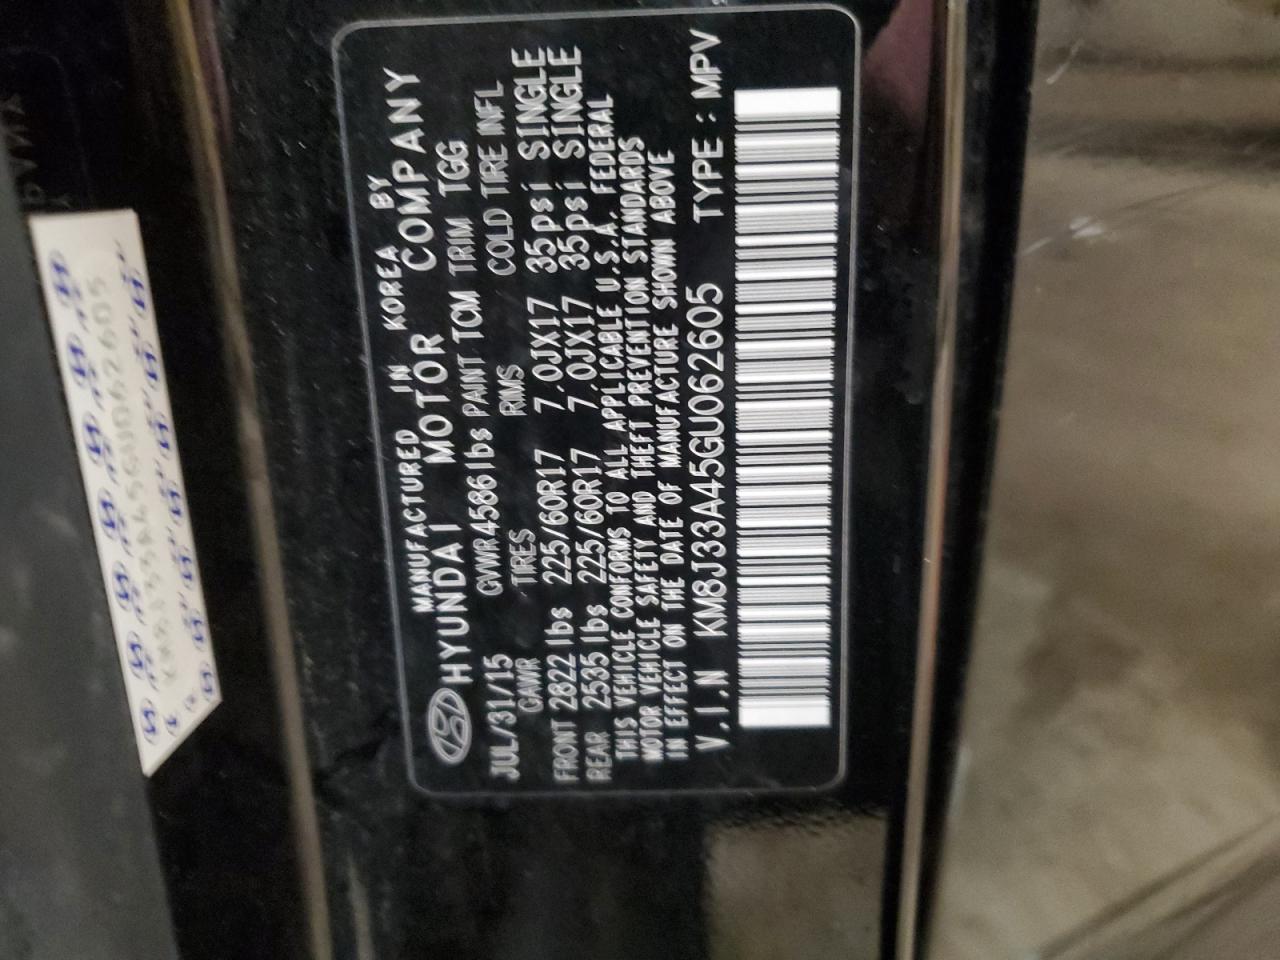 MANUFACTURED IN KOREA BY
HYUNDAI MOTOR COMPANY
JUL/31/15 GVWR 4586lbs PAINT TCM TRIM TGG
GAWR TIRES RIMS COLD TIRE INFL
FRONT 2822 lbs 225/60R17 7.0JX17 35psi SINGLE
REAR 2535 lbs 225/60R17 7.0JX17 35psi SINGLE
THIS VEHICLE CONFORMS TO ALL APPLICABLE U.S.A. FEDERAL
MOTOR VEHICLE SAFETY AND THEFT PREVENTION STANDARDS
IN EFFECT ON THE DATE OF MANUFACTURE SHOWN ABOVE
V.I.N KM8J33A45GU062605 TYPE : MPV